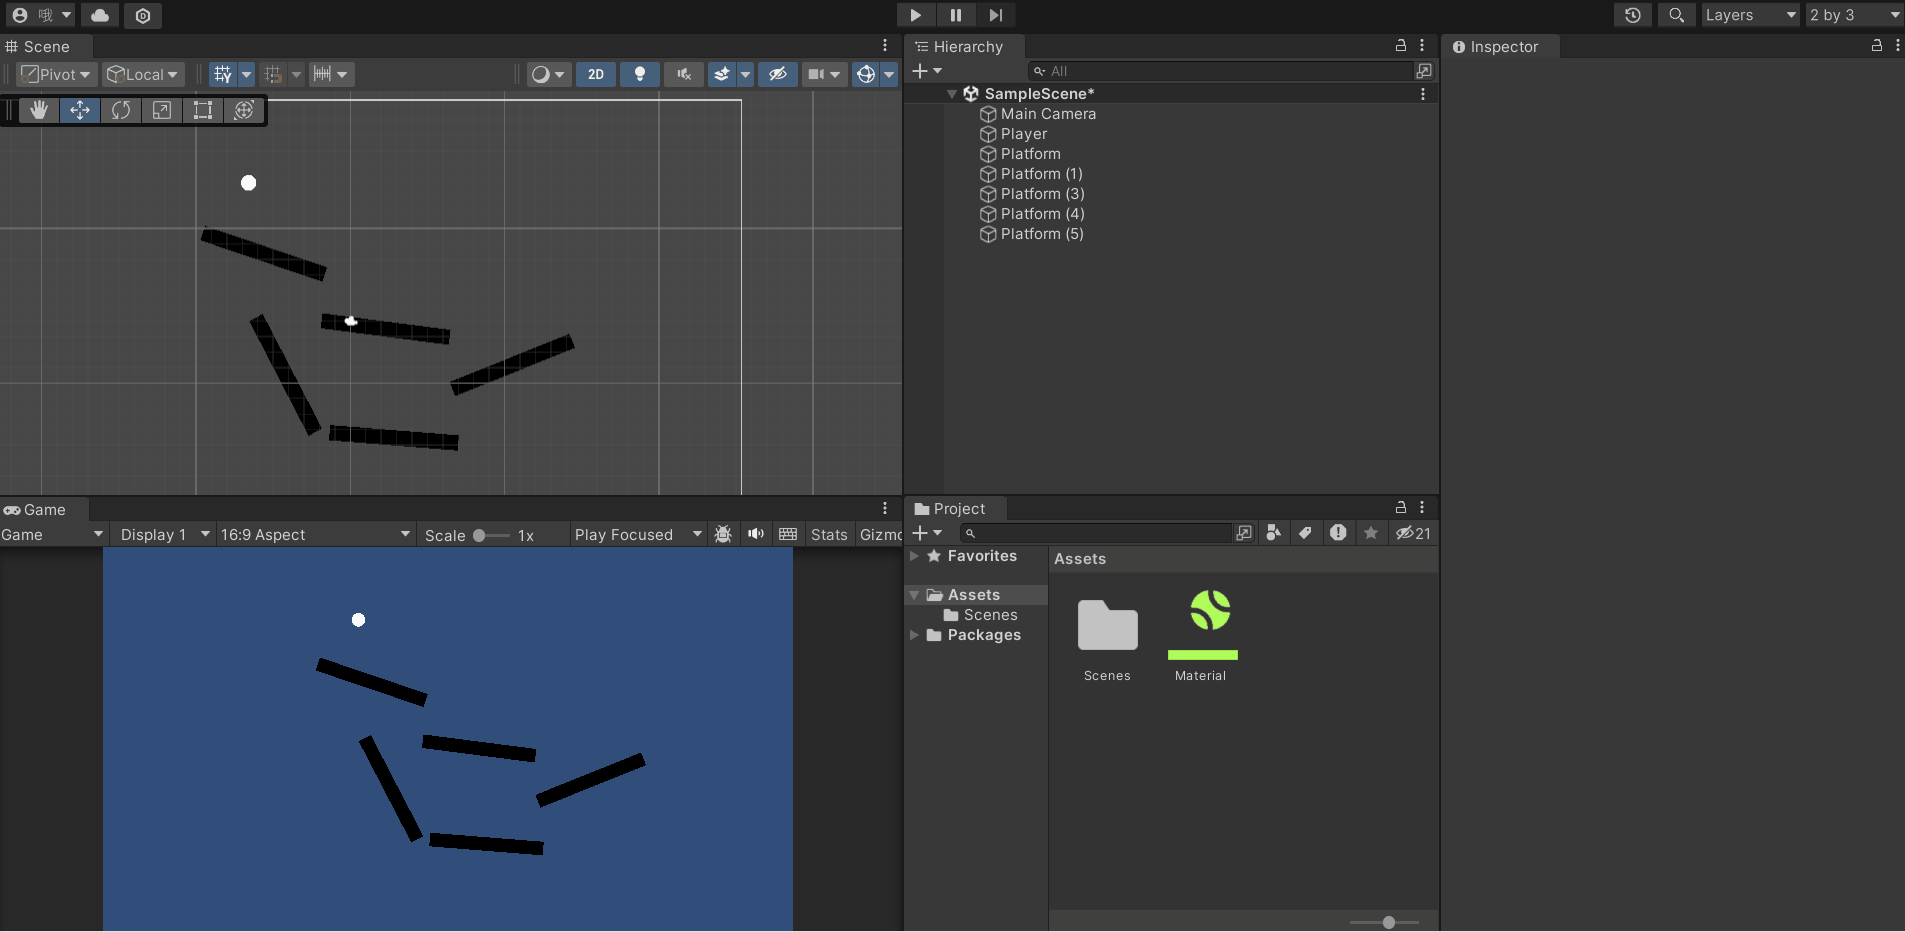 哦
Layers
2 by 3
Scene
Pivot
Local
2D
Hierarchy
All
SampleScene*
Main Camera
Player
Platform
Platform (1)
Platform (3)
Platform (4)
Platform (5)
Inspector
Game
Game
Display 1
16:9 Aspect
Scale
1x
Play Focused
Stats
Gizmo
Project
21
Favorites
Assets
Scenes
Packages
Assets
Scenes
Material